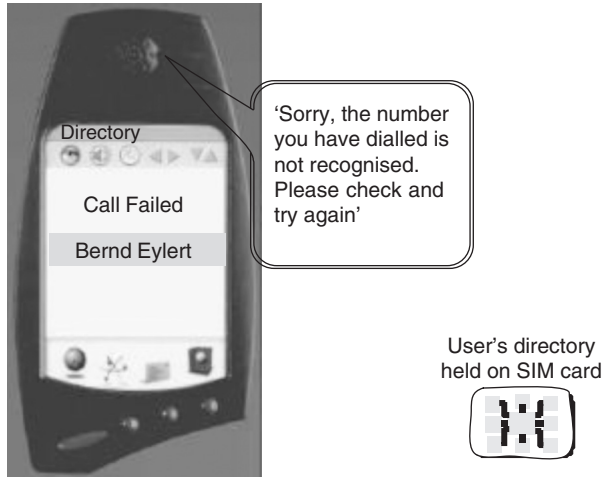 Directory
Call Failed
Bernd Eylert
‘Sorry, the number
you have dialled is
not recognised.
Please check and
try again’
User’s directory
held on SIM card